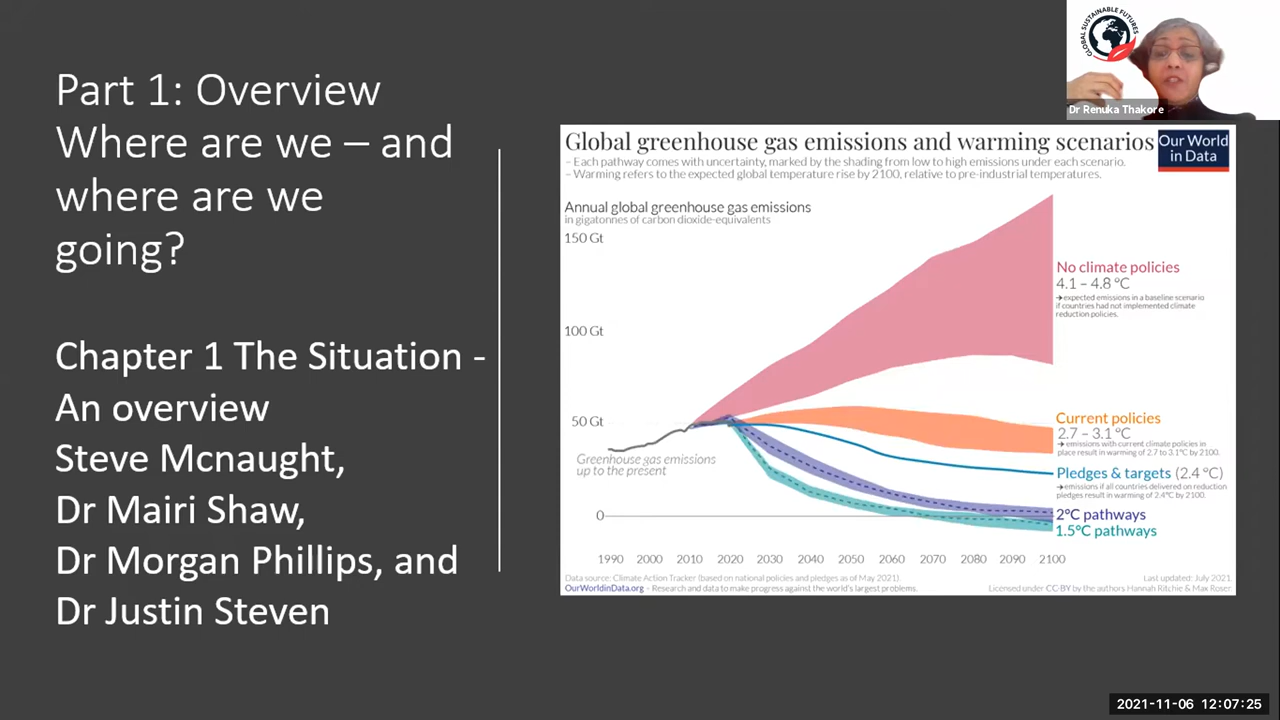 Part 1: Overview
Where are we – and
where are we
going?
Chapter 1 The Situation -
An overview
Steve Mcnaught,
Dr Mairi Shaw,
Dr Morgan Phillips, and
Dr Justin Steven
GLOBAL SUSTAINABLE FUTURES
Dr Renuka Thakore
Global greenhouse gas emissions and warming scenarios
Our World
in Data
– Each pathway comes with uncertainty, marked by the shading from low to high emissions under each scenario.
– Warming refers to the expected global temperature rise by 2100, relative to pre-industrial temperatures.
Annual global greenhouse gas emissions
in gigatonnes of carbon dioxide-equivalents
150 Gt
100 Gt
50 Gt
0
Greenhouse gas emissions
up to the present
No climate policies
4.1 – 4.8 °C
→ expected emissions in a baseline scenario
if countries had not implemented climate
reduction policies.
Current policies
2.7 – 3.1 °C
→ emissions with current climate policies in
place result in warming of 2.7 to 3.1°C by 2100.
Pledges & targets (2.4 °C)
→ emissions if all countries delivered on reduction
pledges result in warming of 2.4°C by 2100.
2°C pathways
1.5°C pathways
1990 2000 2010 2020 2030 2040 2050 2060 2070 2080 2090 2100
Data source: Climate Action Tracker (based on national policies and pledges as of May 2021).
Last updated: July 2021.
OurWorldinData.org – Research and data to make progress against the world's largest problems.
Licensed under CC-BY by the authors Hannah Ritchie & Max Roser.
2021-11-06 12:07:25